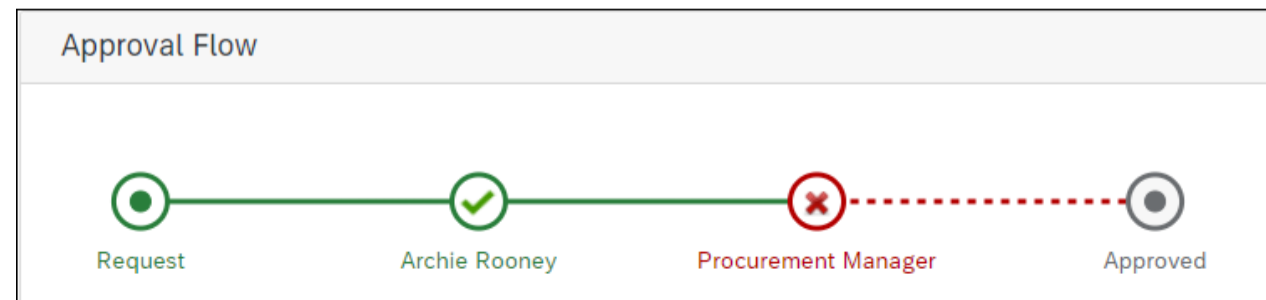 Approval Flow
Request
Archie Rooney
Procurement Manager
Approved